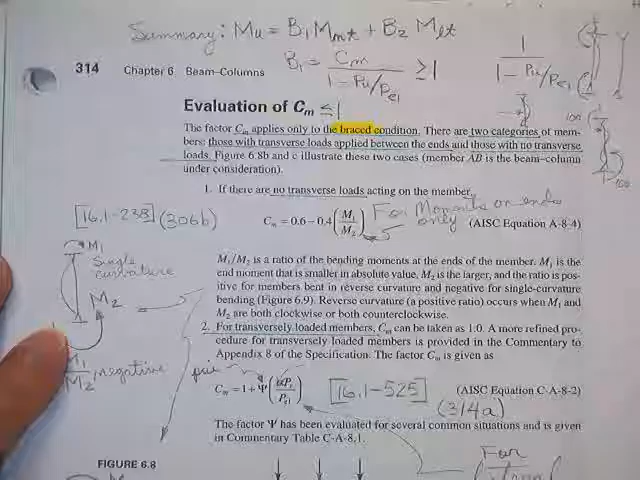 Summary: Mu = B1 Mnt + B2 Mlt
B1 = Cm / (1 - Pu/Pe1) ≥ 1
1 / (1 - Pu/Pe1)
314 Chapter 6 Beam-Columns
Evaluation of Cm ≤ 1
100
The factor Cm applies only to the braced condition. There are two categories of mem-
bers: those with transverse loads applied between the ends and those with no transverse
loads. Figure 6.8b and c illustrate these two cases (member AB is the beam-column
under consideration).
100
1. If there are no transverse loads acting on the member,
[16.1-238] (306b)
Cm = 0.6 – 0.4(M1/M2) (AISC Equation A-8-4)
For Moments on ends
only
M1
Single
curvature
M2
M1/M2 is a ratio of the bending moments at the ends of the member. M1 is the
end moment that is smaller in absolute value, M2 is the larger, and the ratio is pos-
itive for members bent in reverse curvature and negative for single-curvature
bending (Figure 6.9). Reverse curvature (a positive ratio) occurs when M1 and
M2 are both clockwise or both counterclockwise.
2. For transversely loaded members, Cm can be taken as 1.0. A more refined pro-
cedure for transversely loaded members is provided in the Commentary to
Appendix 8 of the Specification. The factor Cm is given as
M1/M2, negative
psi
Cm = 1 + Ψ(αPr/Pe1) [16.1-525] (AISC Equation C-A-8-2)
(314a)
The factor Ψ has been evaluated for several common situations and is given
in Commentary Table C-A-8.1.
For
FIGURE 6.8